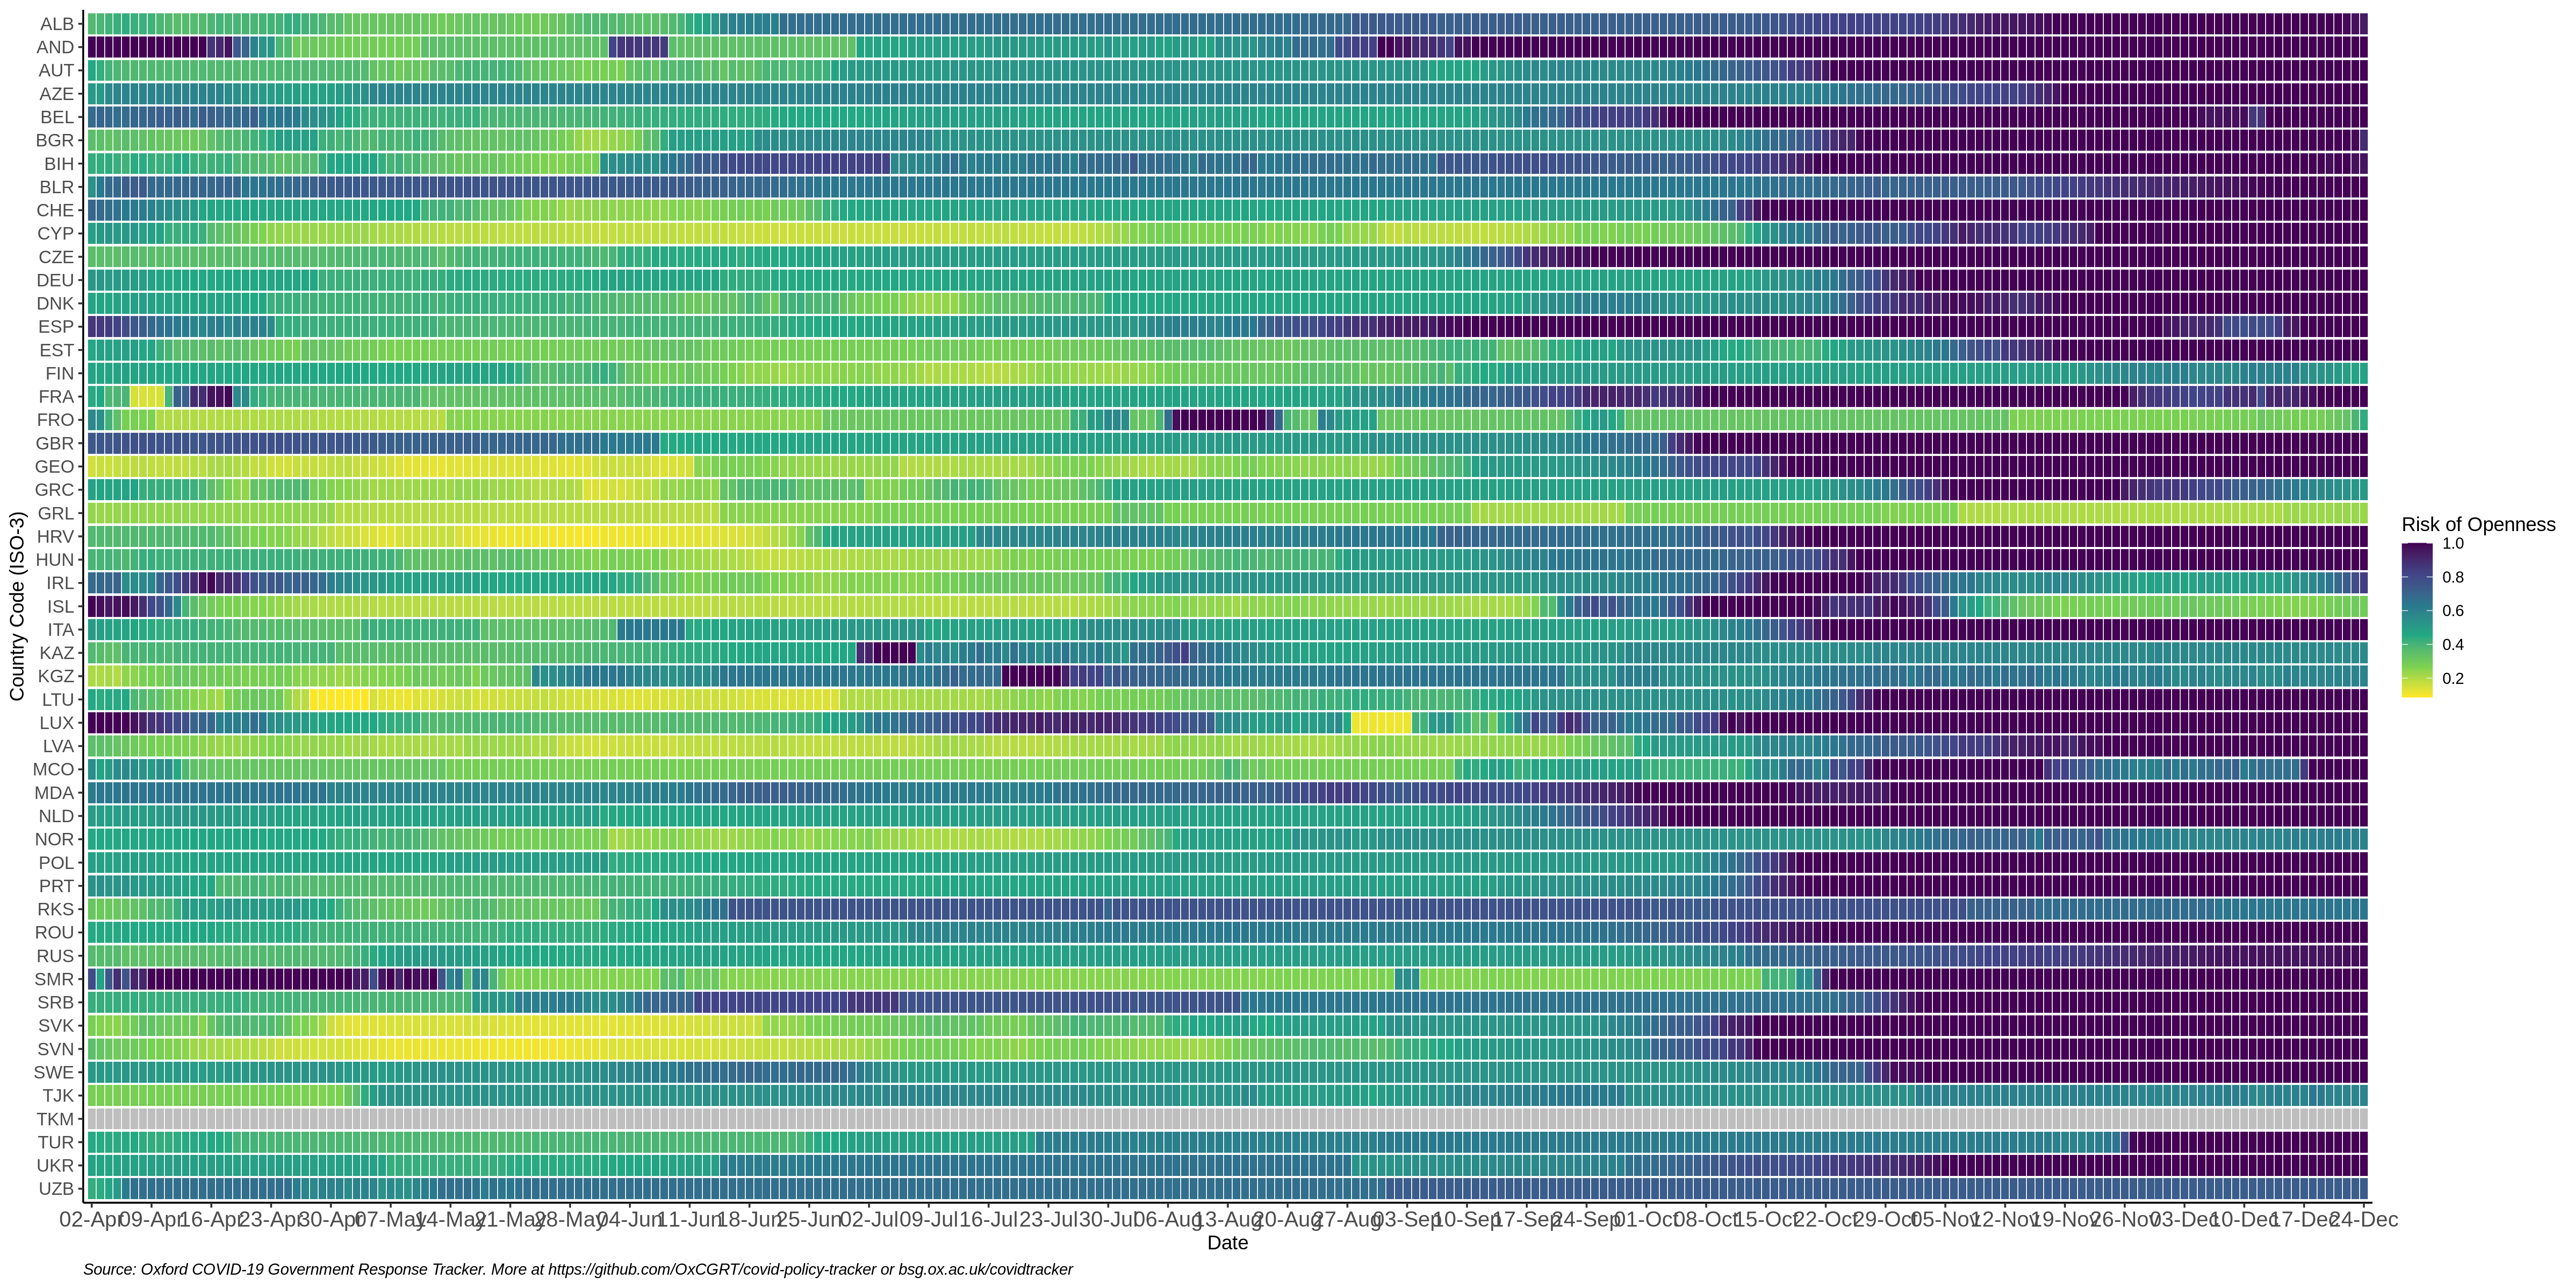 ALB
AND
AUT
AZE
BEL
BGR
BIH
BLR
CHE
CYP
CZE
DEU
DNK
ESP
EST
FIN
FRA
FRO
GBR
GEO
GRC
GRL
HRV
HUN
IRL
ISL
ITA
KAZ
KGZ
LTU
LUX
LVA
MCO
MDA
NLD
NOR
POL
PRT
RKS
ROU
RUS
SMR
SRB
SVK
SVN
SWE
TJK
TKM
TUR
UKR
UZB
Country Code (ISO-3)
02-Apr 09-Apr 16-Apr 23-Apr 30-Apr 07-May 14-May 21-May 28-May 04-Jun 11-Jun 18-Jun 25-Jun 02-Jul 09-Jul 16-Jul 23-Jul 30-Jul 06-Aug 13-Aug 20-Aug 27-Aug 03-Sep 10-Sep 17-Sep 24-Sep 01-Oct 08-Oct 15-Oct 22-Oct 29-Oct 05-Nov 12-Nov 19-Nov 26-Nov 03-Dec 10-Dec 17-Dec 24-Dec
Date
Risk of Openness
1.0
0.8
0.6
0.4
0.2
Source: Oxford COVID-19 Government Response Tracker. More at https://github.com/OxCGRT/covid-policy-tracker or bsg.ox.ac.uk/covidtracker